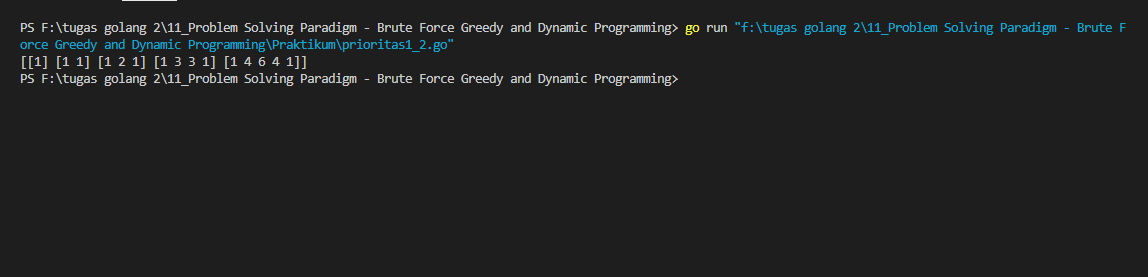 PS F:\tugas golang 2\11_Problem Solving Paradigm - Brute Force Greedy and Dynamic Programming> go run "f:\tugas golang 2\11_Problem Solving Paradigm - Brute F
orce Greedy and Dynamic Programming\Praktikum\prioritas1_2.go"
[[1] [1 1] [1 2 1] [1 3 3 1] [1 4 6 4 1]]
PS F:\tugas golang 2\11_Problem Solving Paradigm - Brute Force Greedy and Dynamic Programming>